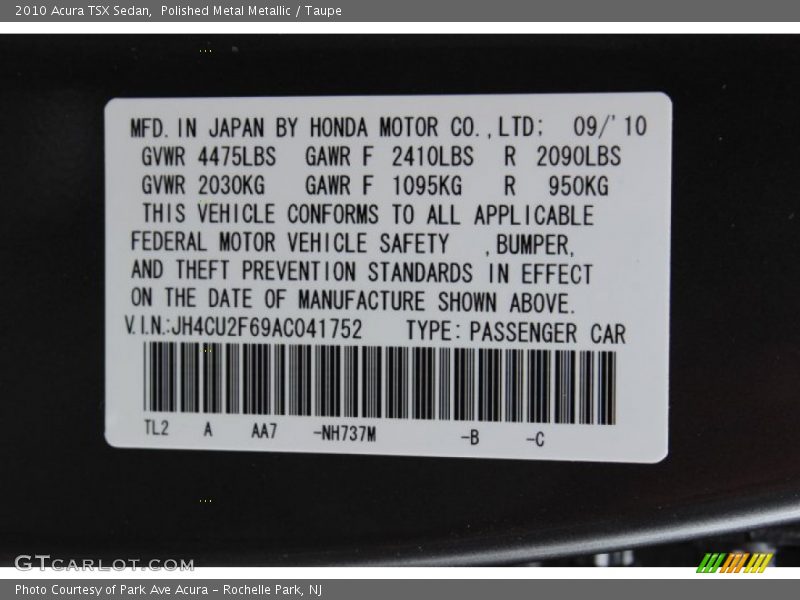 2010 Acura TSX Sedan, Polished Metal Metallic / Taupe
MFD. IN JAPAN BY HONDA MOTOR CO., LTD; 09/'10
GVWR 4475LBS GAWR F 2410LBS R 2090LBS
GVWR 2030KG GAWR F 1095KG R 950KG
THIS VEHICLE CONFORMS TO ALL APPLICABLE
FEDERAL MOTOR VEHICLE SAFETY , BUMPER,
AND THEFT PREVENTION STANDARDS IN EFFECT
ON THE DATE OF MANUFACTURE SHOWN ABOVE.
V.I.N.:JH4CU2F69AC041752 TYPE: PASSENGER CAR
TL2 A AA7 -NH737M -B -C
GTCARLOT.COM
Photo Courtesy of Park Ave Acura - Rochelle Park, NJ